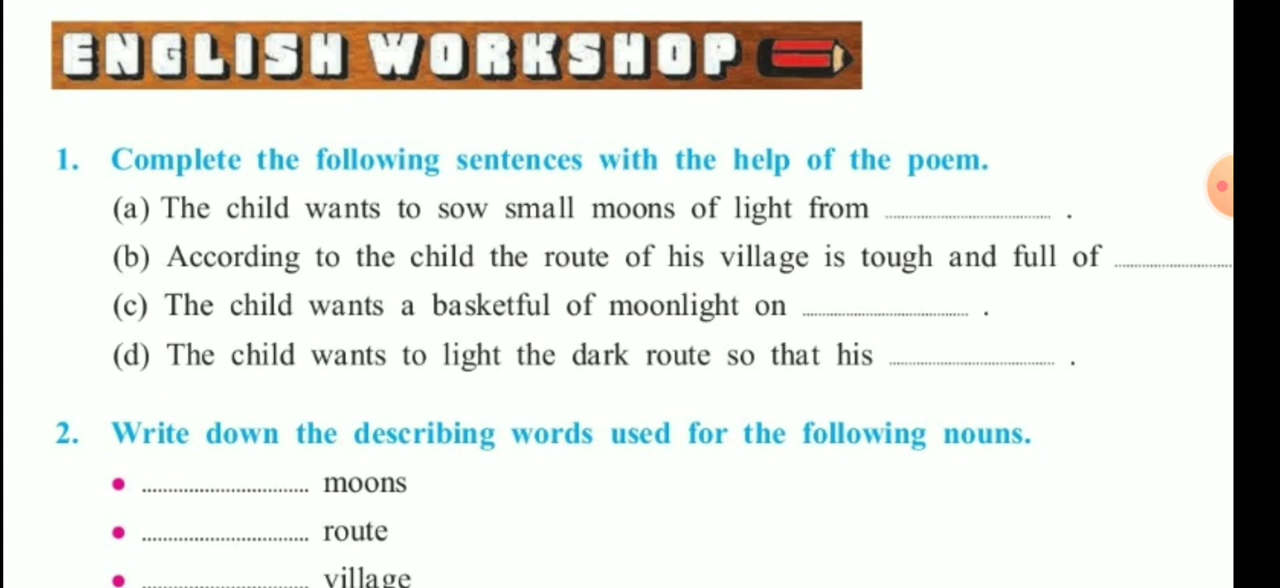 ENGLISH WORKSHOP
1. Complete the following sentences with the help of the poem.
(a) The child wants to sow small moons of light from ............................... .
(b) According to the child the route of his village is tough and full of ......................
(c) The child wants a basketful of moonlight on ............................... .
(d) The child wants to light the dark route so that his ............................... .
2. Write down the describing words used for the following nouns.
• ............................... moons
• ............................... route
• ............................... village